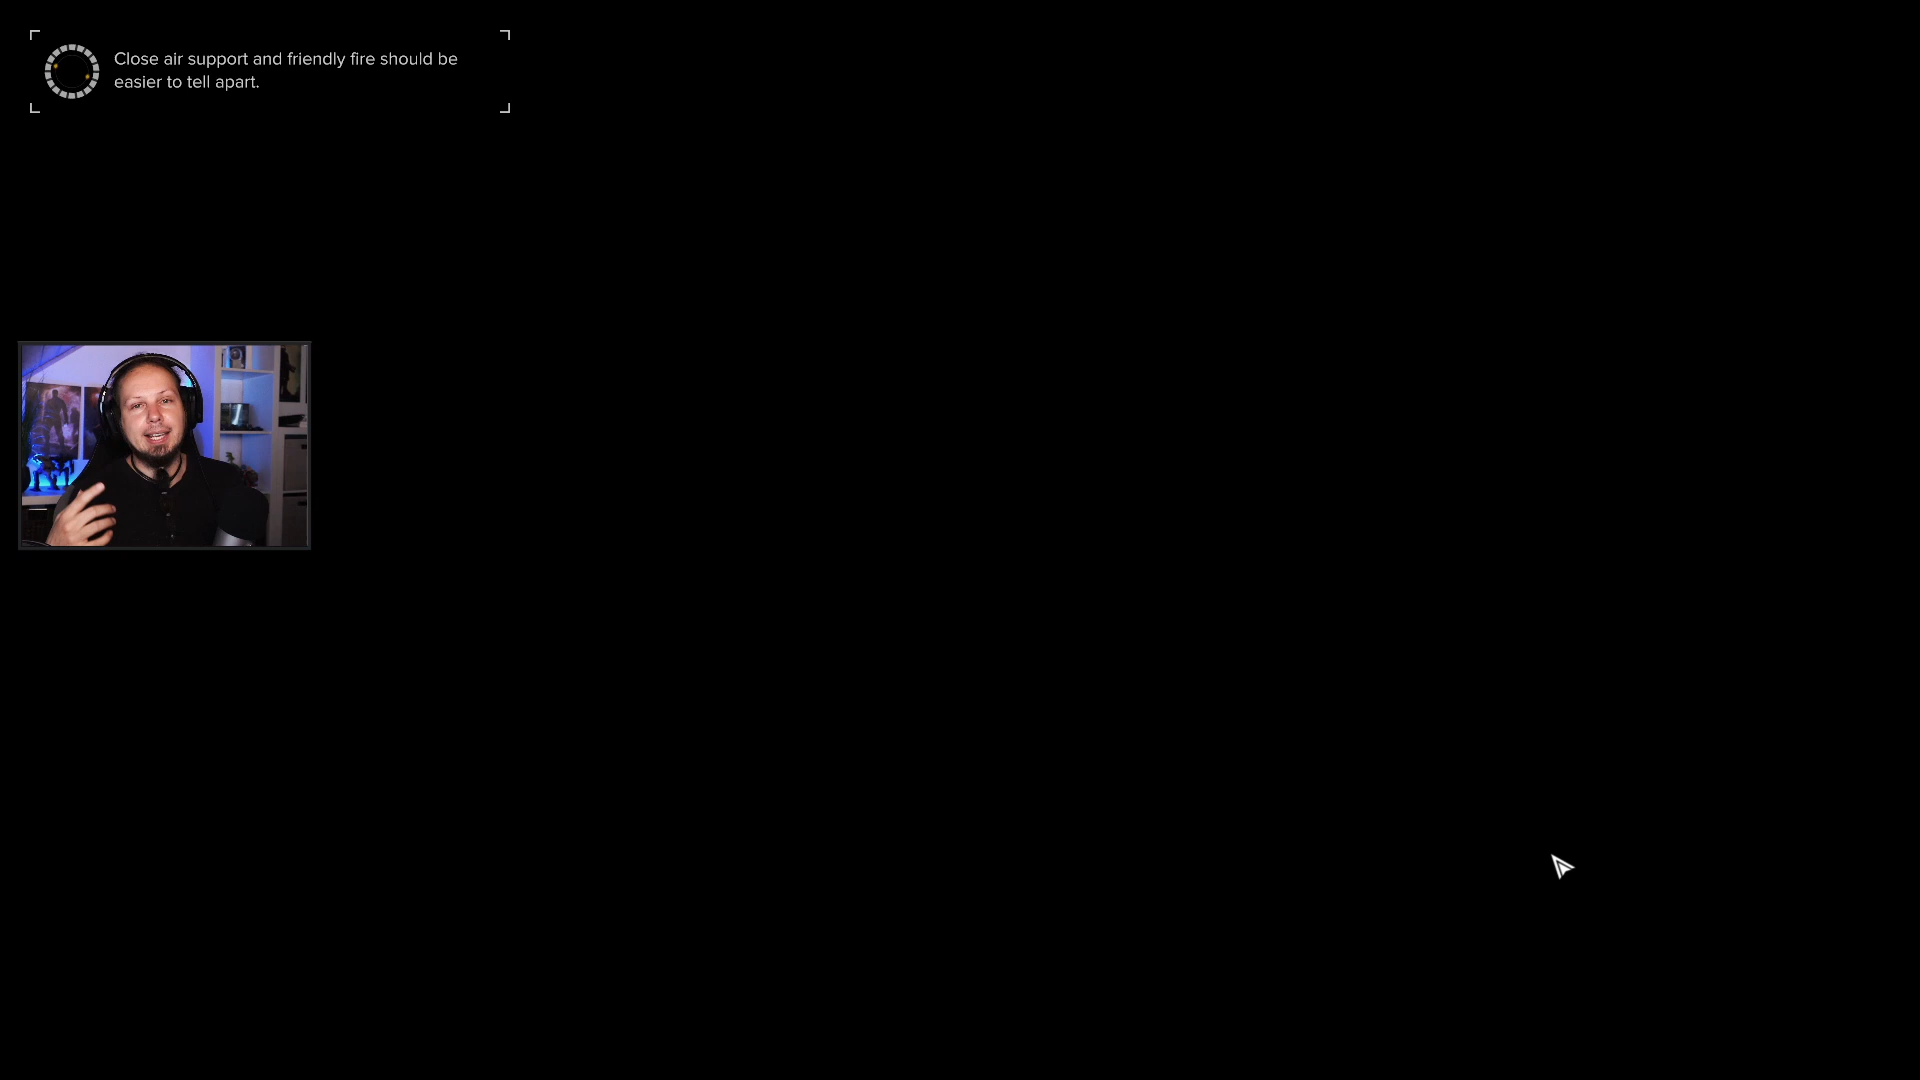 Close air support and friendly fire should be
easier to tell apart.